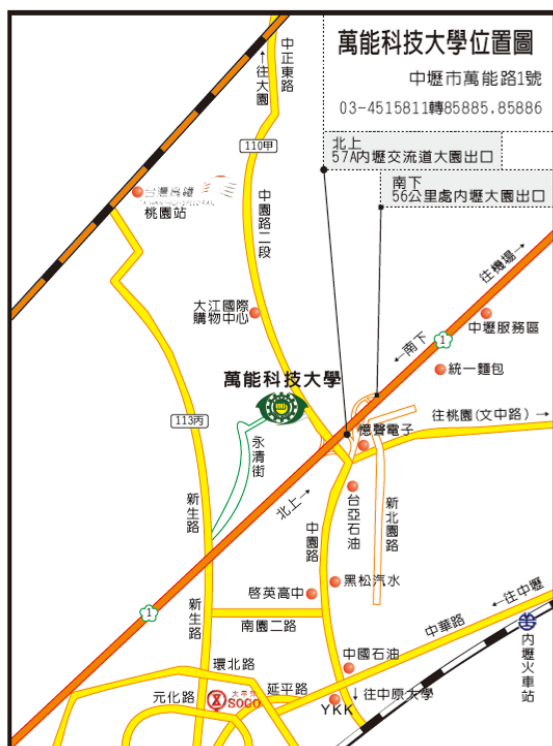 萬能科技大學位置圖
中壢市萬能路1號
03-4515811轉85885.85886
北上
57A内壢交流道大園出口
南下
56公里處内壢大園出口
中正東路
←往大園
110甲
中園路二段
台灣高鐵
桃園站
大江國際
購物中心
往機場→
中壢服務區
1
←南下
統一麵包
萬能科技大學
往桃園(文中路)→
113丙
永清街
憶聲電子
北上→
台亞石油
新北園路
新生路
中園路
黑松汽水
啓英高中
1
新生路
南園二路
中華路
←往中壢
内壢火車站
環北路
中國石油
元化路
太平洋
SOGO
延平路
YKK
↓往中原大學